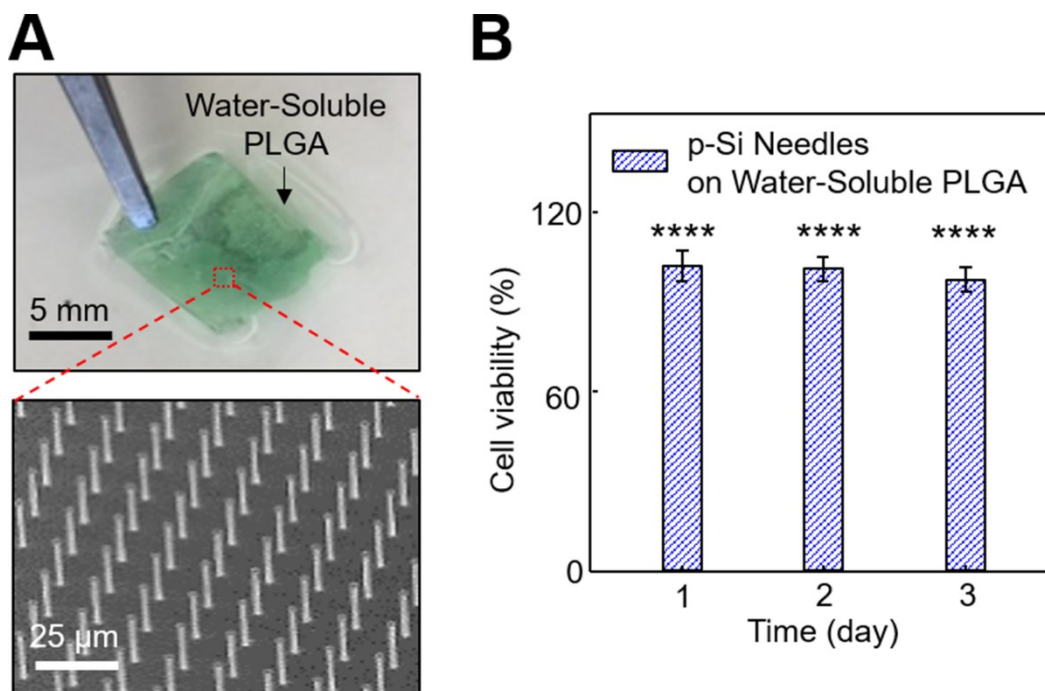 A
Water-Soluble
PLGA
5 mm
25 μm
B
p-Si Needles
on Water-Soluble PLGA
Cell viability (%)
120
60
0
****
****
****
1
2
3
Time (day)